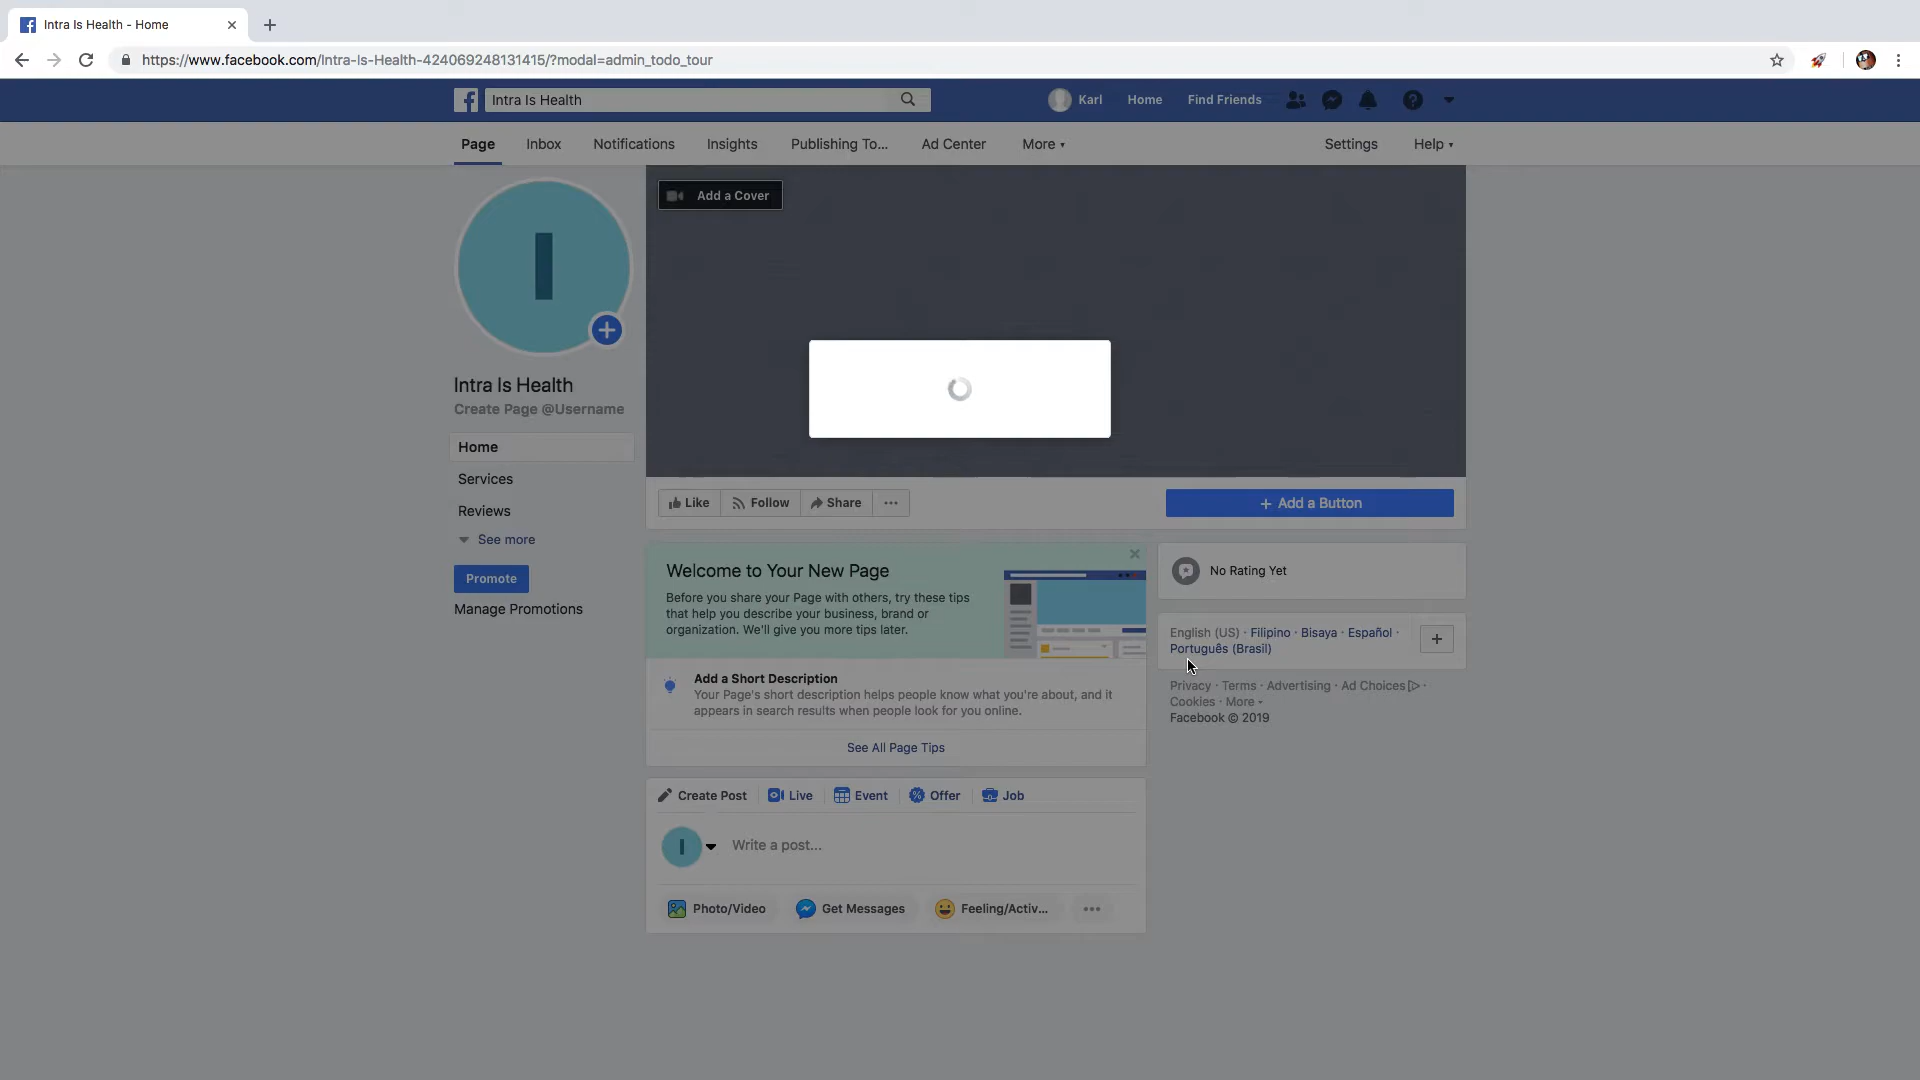 Intra Is Health - Home
https://www.facebook.com/Intra-Is-Health-424069248131415/?modal=admin_todo_tour
Intra Is Health
Karl
Home
Find Friends
Page
Inbox
Notifications
Insights
Publishing To...
Ad Center
More
Settings
Help
Add a Cover
I
Intra Is Health
Create Page @Username
Home
Services
Reviews
See more
Promote
Manage Promotions
Like
Follow
Share
+ Add a Button
Welcome to Your New Page
Before you share your Page with others, try these tips
that help you describe your business, brand or
organization. We'll give you more tips later.
Add a Short Description
Your Page's short description helps people know what you're about, and it
appears in search results when people look for you online.
See All Page Tips
Create Post
Live
Event
Offer
Job
I
Write a post...
Photo/Video
Get Messages
Feeling/Activ...
No Rating Yet
English (US) · Filipino · Bisaya · Español ·
Português (Brasil)
Privacy · Terms · Advertising · Ad Choices ·
Cookies · More
Facebook © 2019